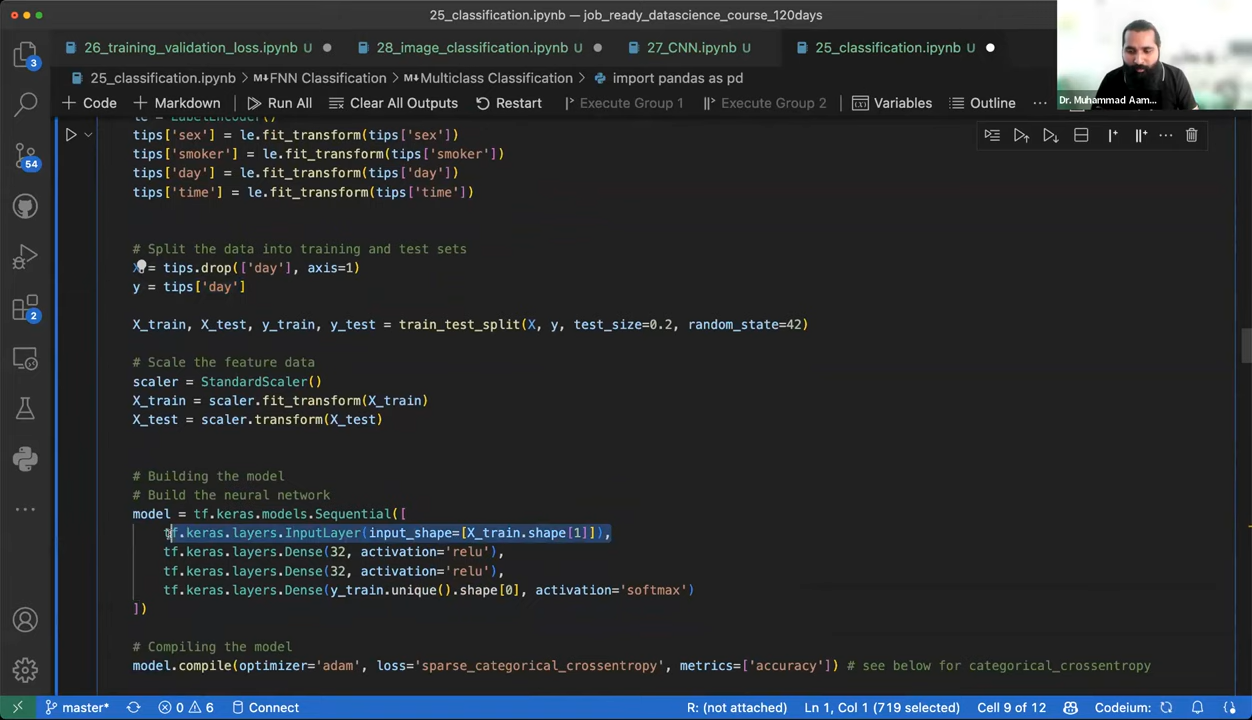 25_classification.ipynb — job_ready_datascience_course_120days
26_training_validation_loss.ipynb U
28_image_classification.ipynb U
27_CNN.ipynb U
25_classification.ipynb U
25_classification.ipynb > FNN Classification > Multiclass Classification > import pandas as pd
Code Markdown Run All Clear All Outputs Restart Execute Group 1 Execute Group 2 Variables Outline ...
Dr. Muhammad Aam...
3
54
2
le = LabelEncoder()
tips['sex'] = le.fit_transform(tips['sex'])
tips['smoker'] = le.fit_transform(tips['smoker'])
tips['day'] = le.fit_transform(tips['day'])
tips['time'] = le.fit_transform(tips['time'])
# Split the data into training and test sets
X = tips.drop(['day'], axis=1)
y = tips['day']
X_train, X_test, y_train, y_test = train_test_split(X, y, test_size=0.2, random_state=42)
# Scale the feature data
scaler = StandardScaler()
X_train = scaler.fit_transform(X_train)
X_test = scaler.transform(X_test)
# Building the model
# Build the neural network
model = tf.keras.models.Sequential([
tf.keras.layers.InputLayer(input_shape=[X_train.shape[1]]),
tf.keras.layers.Dense(32, activation='relu'),
tf.keras.layers.Dense(32, activation='relu'),
tf.keras.layers.Dense(y_train.unique().shape[0], activation='softmax')
])
# Compiling the model
model.compile(optimizer='adam', loss='sparse_categorical_crossentropy', metrics=['accuracy']) # see below for categorical_crossentropy
master* 0 6 Connect R: (not attached) Ln 1, Col 1 (719 selected) Cell 9 of 12 Codeium: